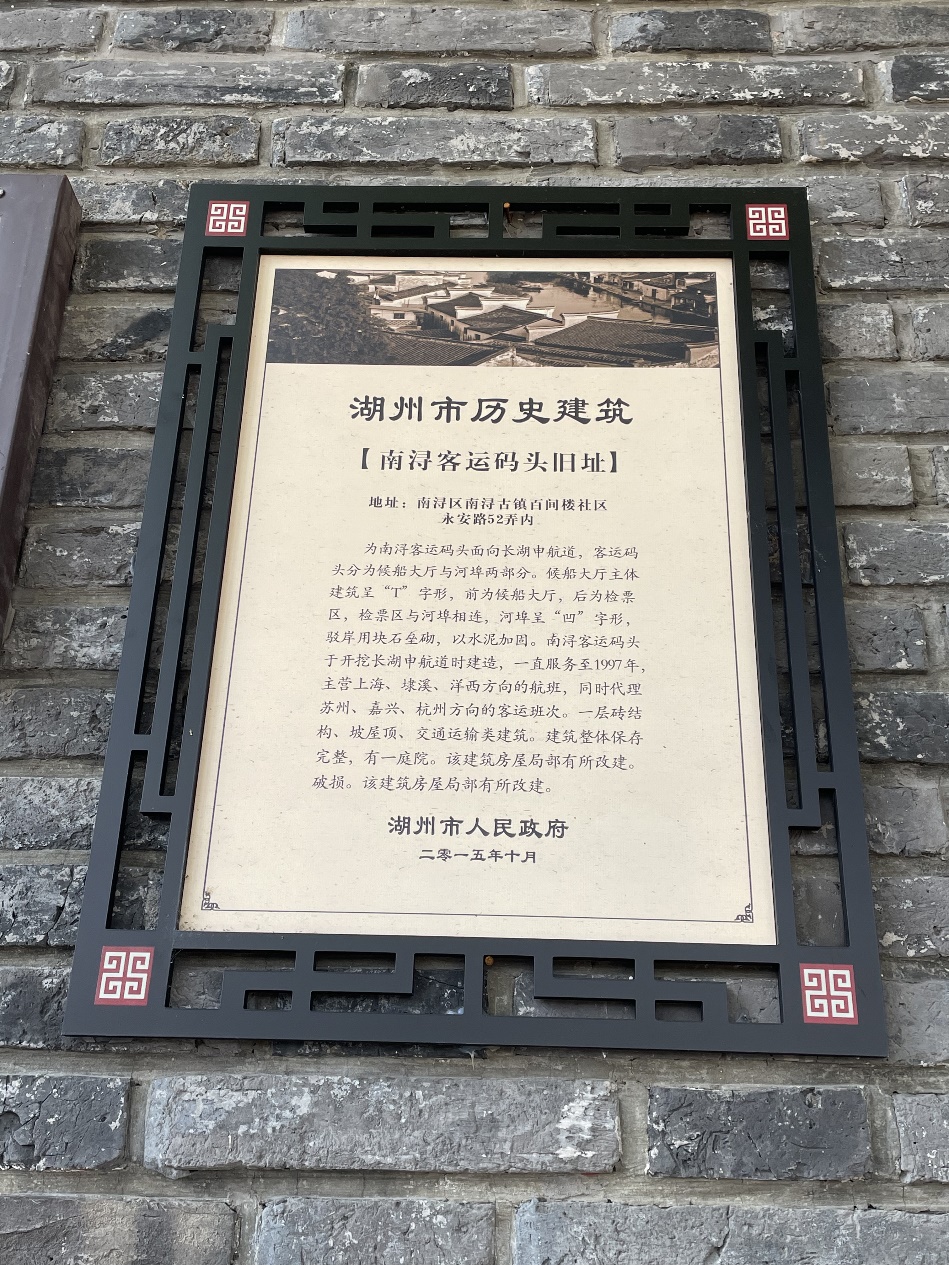 湖州市历史建筑
【南浔客运码头旧址】
地址：南浔区南浔古镇百间楼社区
永安路52弄内
为南浔客运码头面向长湖申航道，客运码
头分为候船大厅与河埠两部分。候船大厅主体
建筑呈“T”字形，前为候船大厅，后为检票
区，检票区与河埠相连，河埠呈“凹”字形，
驳岸用块石垒砌，以水泥加固。南浔客运码头
于开挖长湖申航道时建造，一直服务至1997年，
主营上海、埭溪、洋西方向的航班，同时代理
苏州、嘉兴、杭州方向的客运班次。一层砖结
构、坡屋顶、交通运输类建筑。建筑整体保存
完整，有一庭院。该建筑房屋局部有所改建。
破损。该建筑房屋局部有所改建。
湖州市人民政府
二零一五年十月